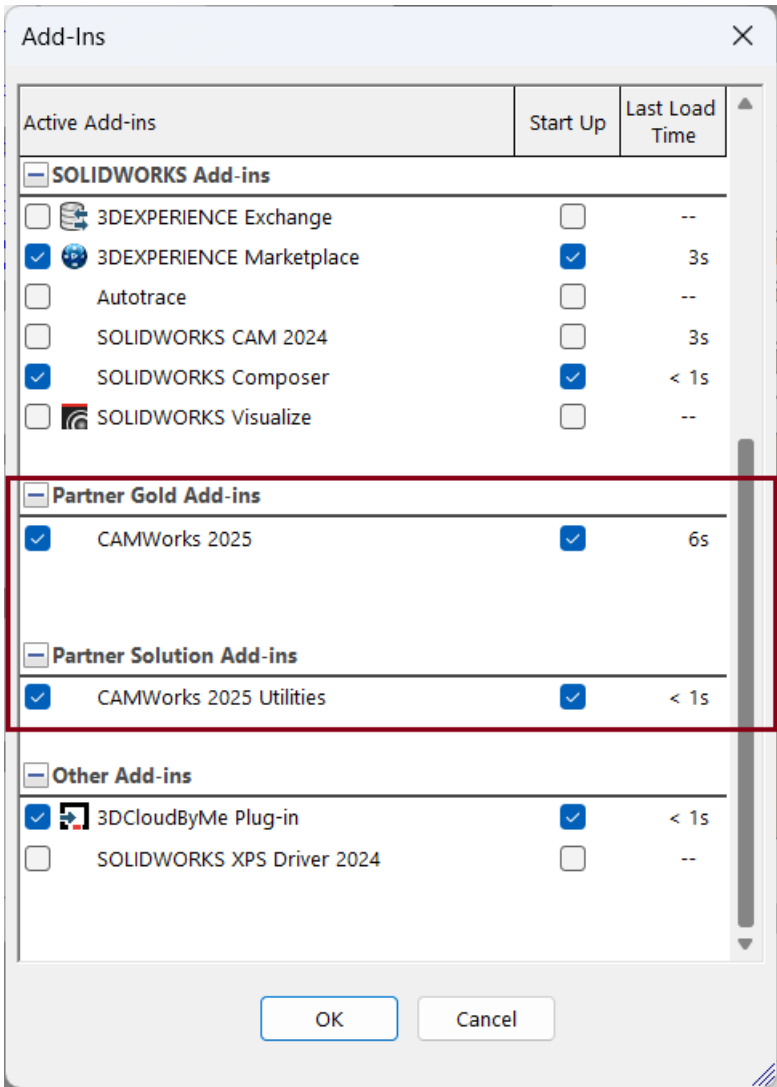 Add-Ins
Active Add-ins Start Up Last Load Time
SOLIDWORKS Add-ins
3DEXPERIENCE Exchange --
3DEXPERIENCE Marketplace 3s
Autotrace --
SOLIDWORKS CAM 2024 3s
SOLIDWORKS Composer < 1s
SOLIDWORKS Visualize --
Partner Gold Add-ins
CAMWorks 2025 6s
Partner Solution Add-ins
CAMWorks 2025 Utilities < 1s
Other Add-ins
3DCloudByMe Plug-in < 1s
SOLIDWORKS XPS Driver 2024 --
OK Cancel